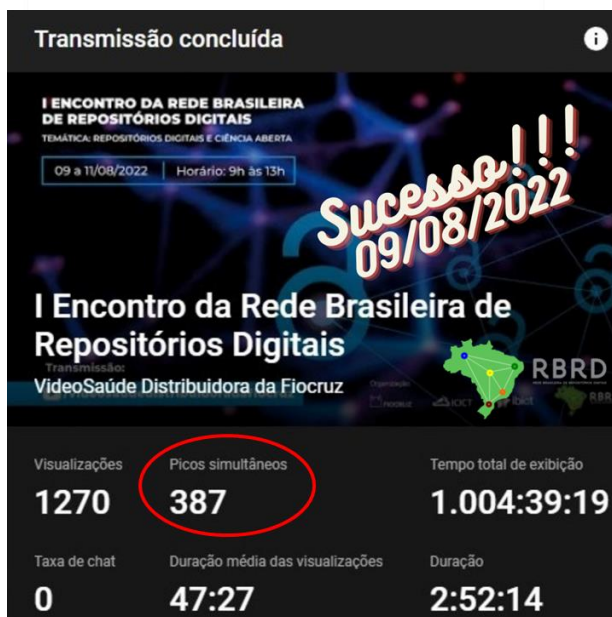 Transmissão concluída
I ENCONTRO DA REDE BRASILEIRA
DE REPOSITÓRIOS DIGITAIS
TEMÁTICA: REPOSITÓRIOS DIGITAIS E CIÊNCIA ABERTA
09 a 11/08/2022 | Horário: 9h às 13h
Sucesso!!!
09/08/2022
I Encontro da Rede Brasileira de
Repositórios Digitais
Transmissão:
VideoSaúde Distribuidora da Fiocruz
RBRD
Organização
FIOCRUZ
ibict
Visualizações
1270
Picos simultâneos
387
Tempo total de exibição
1.004:39:19
Taxa de chat
0
Duração média das visualizações
47:27
Duração
2:52:14